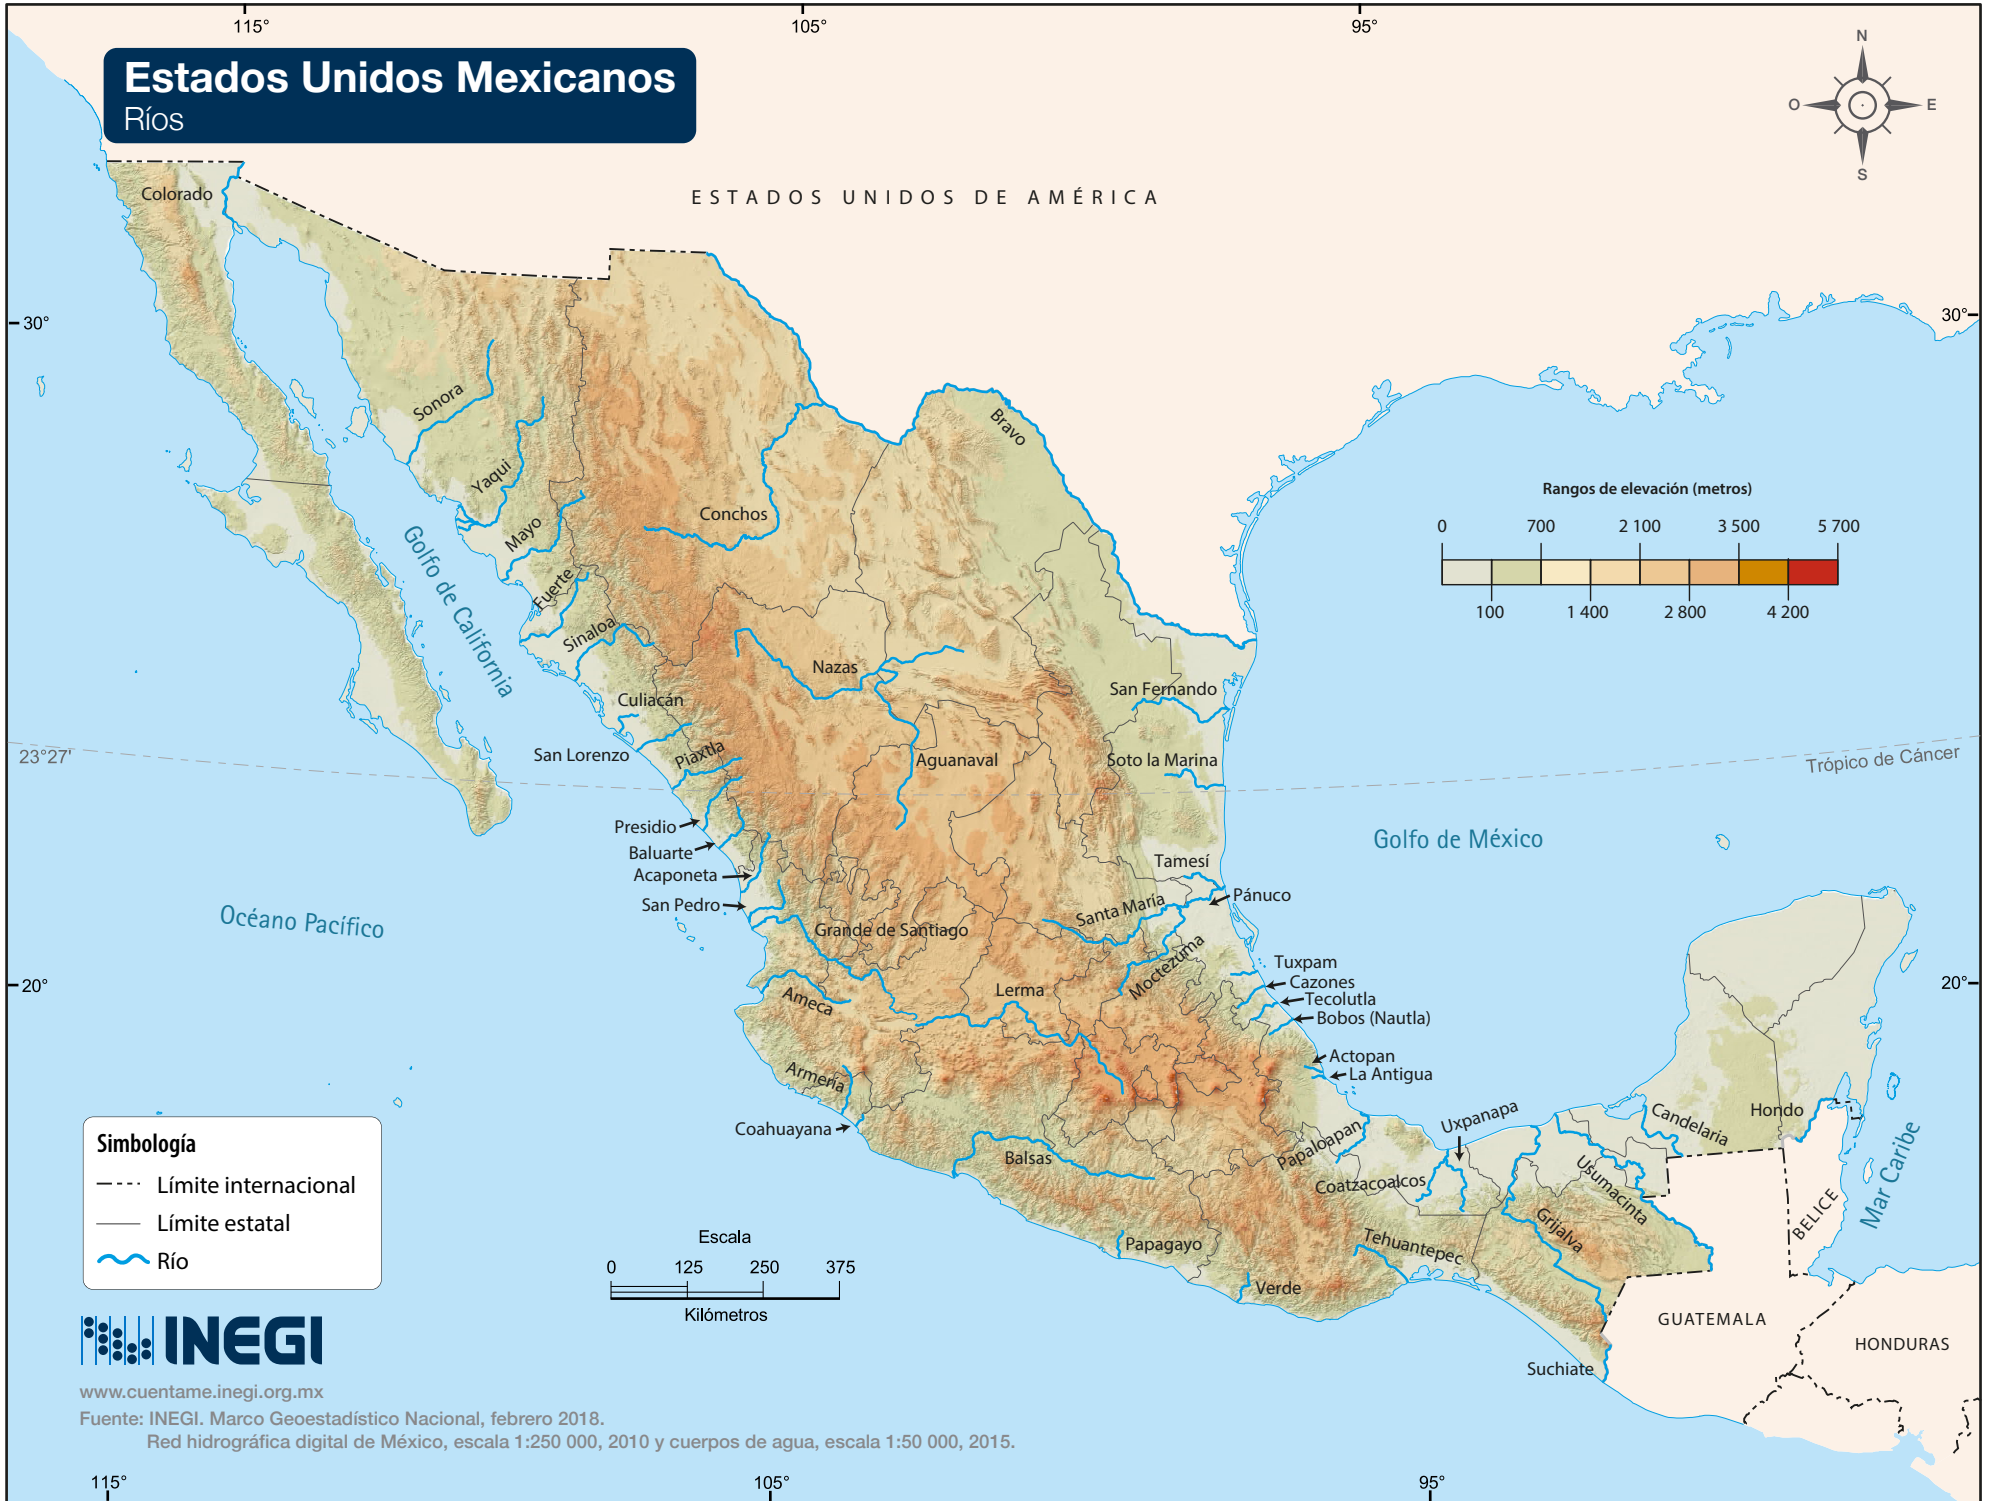 115°
105°
95°
Estados Unidos Mexicanos
Ríos
N
O
E
S
ESTADOS UNIDOS DE AMÉRICA
Colorado
30°
30°
Sonora
Bravo
Yaqui
Rangos de elevación (metros)
0 700 2 100 3 500 5 700
100 1 400 2 800 4 200
Conchos
Mayo
Golfo de California
Fuerte
Sinaloa
Nazas
San Fernando
Culiacán
San Lorenzo
Piaxtla
Aguanaval
Soto la Marina
23°27'
Trópico de Cáncer
Presidio
Baluarte
Golfo de México
Tamesí
Acaponeta
San Pedro
Pánuco
Santa María
Océano Pacífico
Grande de Santiago
Moctezuma
Tuxpam
20°
20°
Cazones
Lerma
Ameca
Tecolutla
Bobos (Nautla)
Actopan
La Antigua
Armería
Coahuayana
Uxpanapa
Candelaria
Hondo
Papaloapan
Balsas
Coatzacoalcos
Usumacinta
Mar Caribe
BELICE
Grijalva
Tehuantepec
Papagayo
Verde
GUATEMALA
HONDURAS
Suchiate
Simbología
Límite internacional
Límite estatal
Río
Escala
0 125 250 375
Kilómetros
INEGI
www.cuentame.inegi.org.mx
Fuente: INEGI. Marco Geoestadístico Nacional, febrero 2018.
Red hidrográfica digital de México, escala 1:250 000, 2010 y cuerpos de agua, escala 1:50 000, 2015.
115°
105°
95°